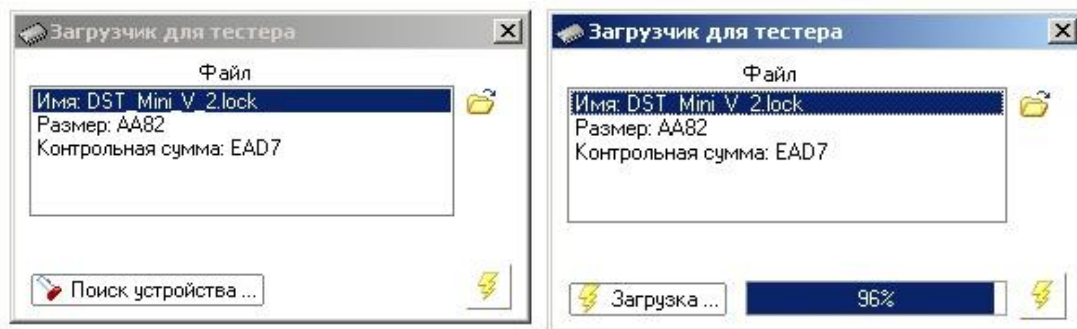 Загрузчик для тестера
Файл
Имя: DST_Mini_V_2.lock
Размер: AA82
Контрольная сумма: EAD7
Поиск устройства ...
Загрузчик для тестера
Файл
Имя: DST_Mini_V_2.lock
Размер: AA82
Контрольная сумма: EAD7
Загрузка ...
96%